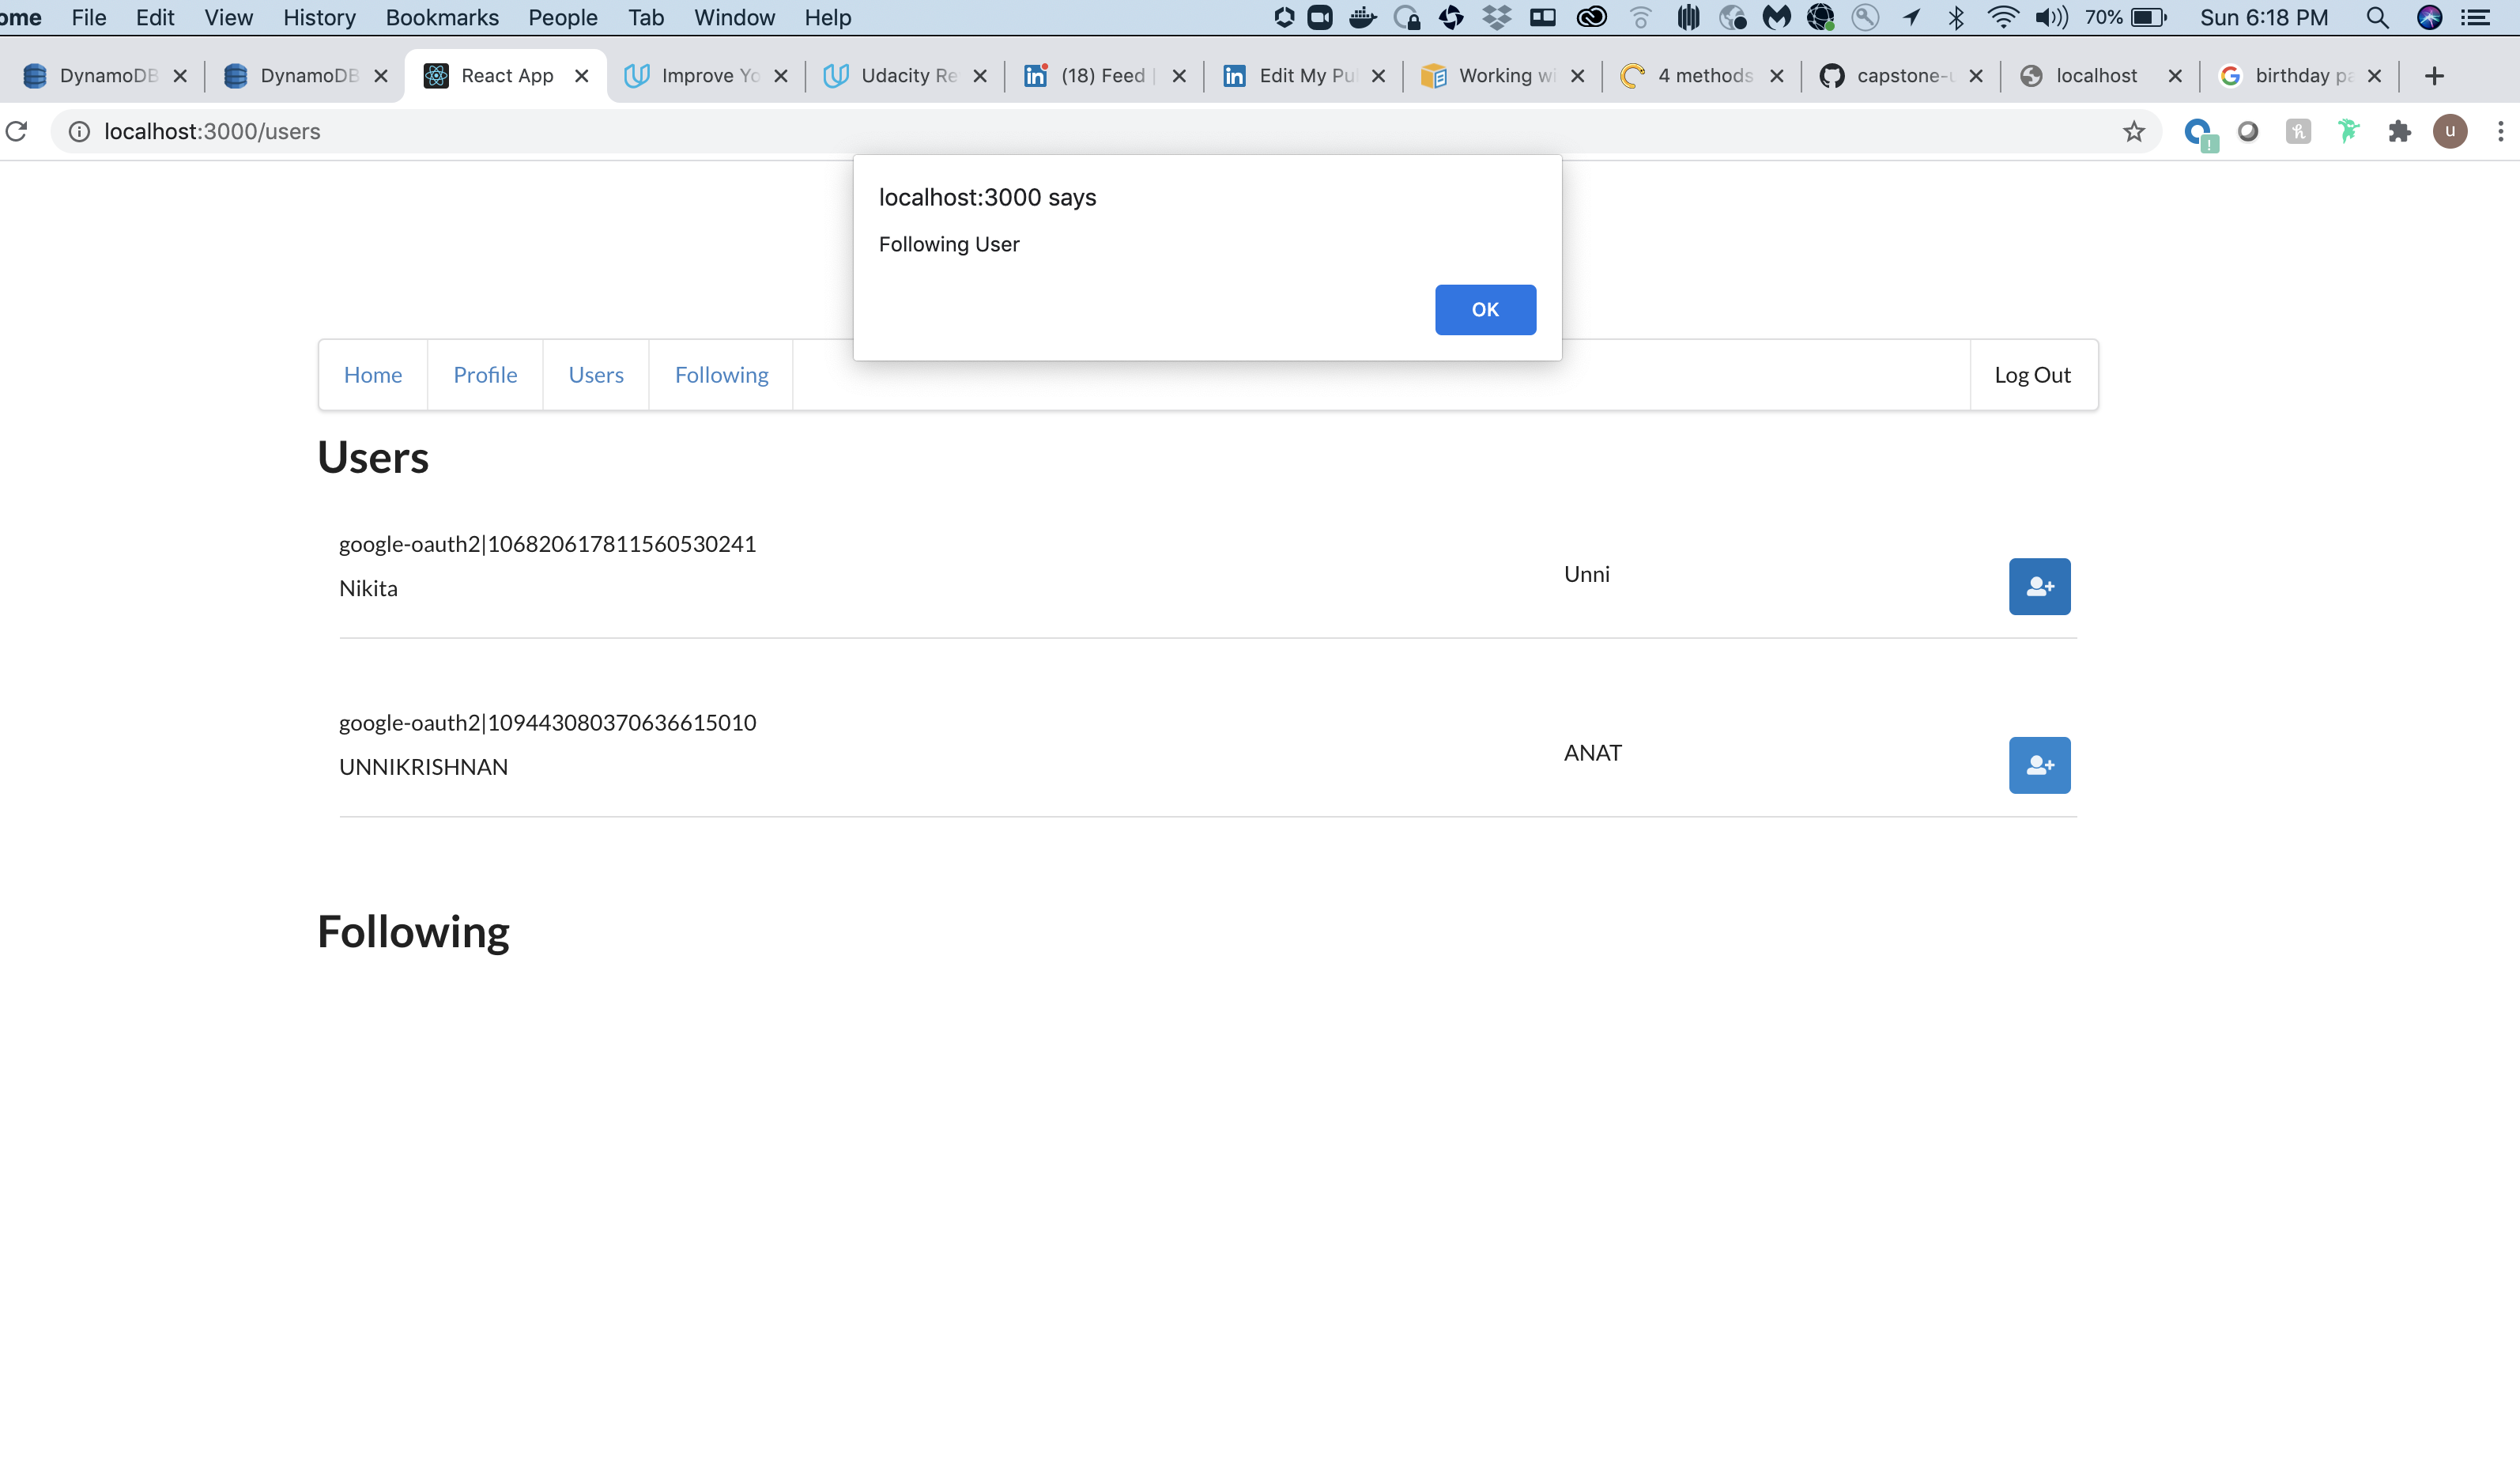 ome File Edit View History Bookmarks People Tab Window Help 70% Sun 6:18 PM
DynamoDB DynamoDB React App Improve Yo Udacity Re (18) Feed | Edit My Pu Working wi 4 methods capstone-u localhost birthday pa
localhost:3000/users u
localhost:3000 says
Following User
OK
Home Profile Users Following Log Out
Users
google-oauth2|106820617811560530241
Nikita Unni
google-oauth2|109443080370636615010
UNNIKRISHNAN ANAT
Following